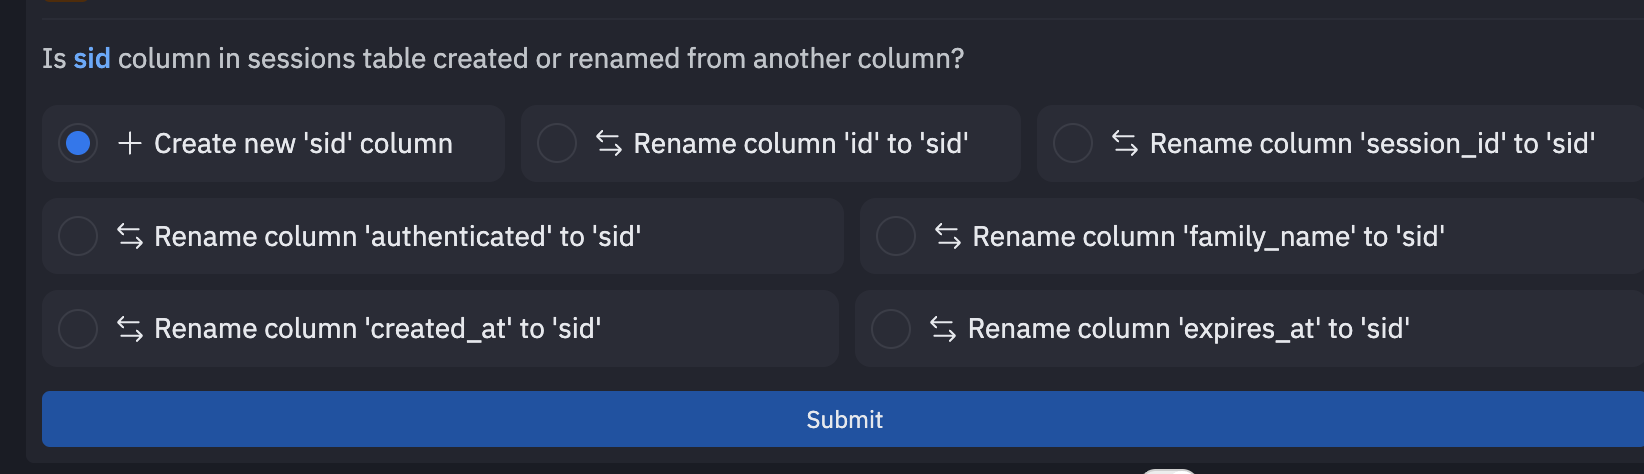 Is sid column in sessions table created or renamed from another column?
Create new 'sid' column
Rename column 'id' to 'sid'
Rename column 'session_id' to 'sid'
Rename column 'authenticated' to 'sid'
Rename column 'family_name' to 'sid'
Rename column 'created_at' to 'sid'
Rename column 'expires_at' to 'sid'
Submit